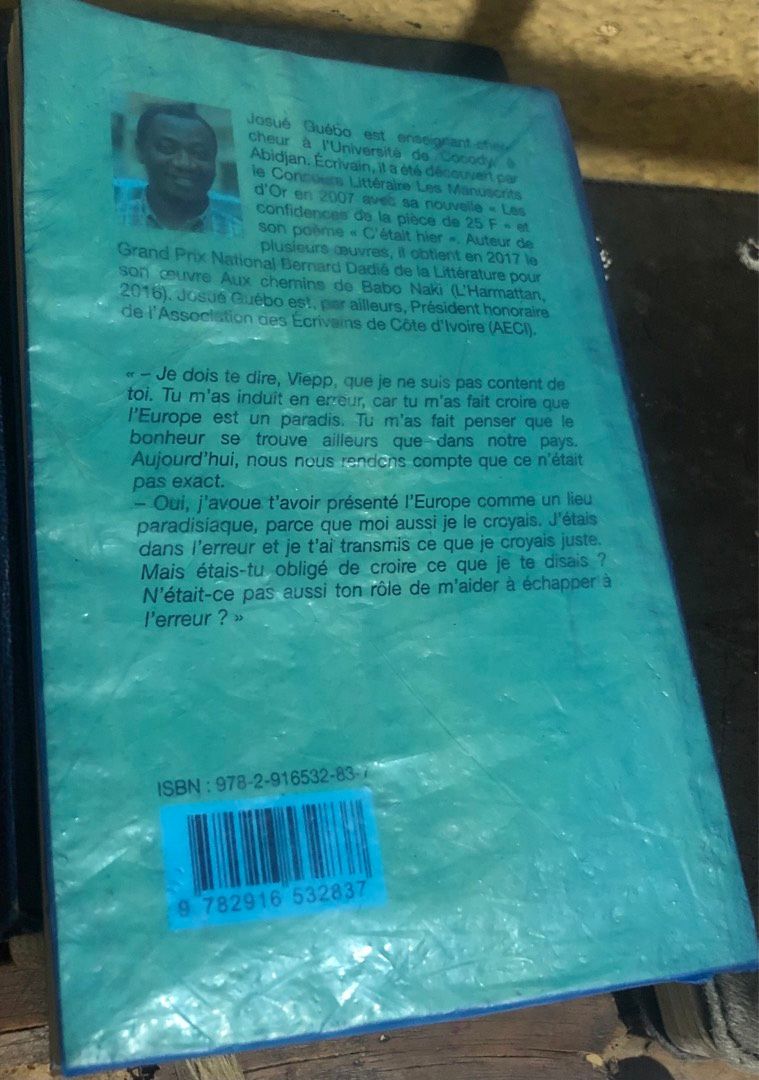 Josué Guébo est enseignant-cher-
cheur à l'Université de Cocody, à
Abidjan. Écrivain, il a été découvert par
le Concours Littéraire Les Manuscrits
d'Or en 2007 avec sa nouvelle « Les
confidences de la pièce de 25 F » et
son poème « C'était hier ». Auteur de
plusieurs œuvres, il obtient en 2017 le
Grand Prix National Bernard Dadié de la Littérature pour
son œuvre Aux chemins de Babo Naki (L'Harmattan,
2016). Josué Guébo est, par ailleurs, Président honoraire
de l'Association des Écrivains de Côte d'Ivoire (AECI).
« – Je dois te dire, Viepp, que je ne suis pas content de
toi. Tu m'as induit en erreur, car tu m'as fait croire que
l'Europe est un paradis. Tu m'as fait penser que le
bonheur se trouve ailleurs que dans notre pays.
Aujourd'hui, nous nous rendons compte que ce n'était
pas exact.
– Oui, j'avoue t'avoir présenté l'Europe comme un lieu
paradisiaque, parce que moi aussi je le croyais. J'étais
dans l'erreur et je t'ai transmis ce que je croyais juste.
Mais étais-tu obligé de croire ce que je te disais ?
N'était-ce pas aussi ton rôle de m'aider à échapper à
l'erreur ? »
ISBN : 978-2-916532-83-7
9 782916 532837